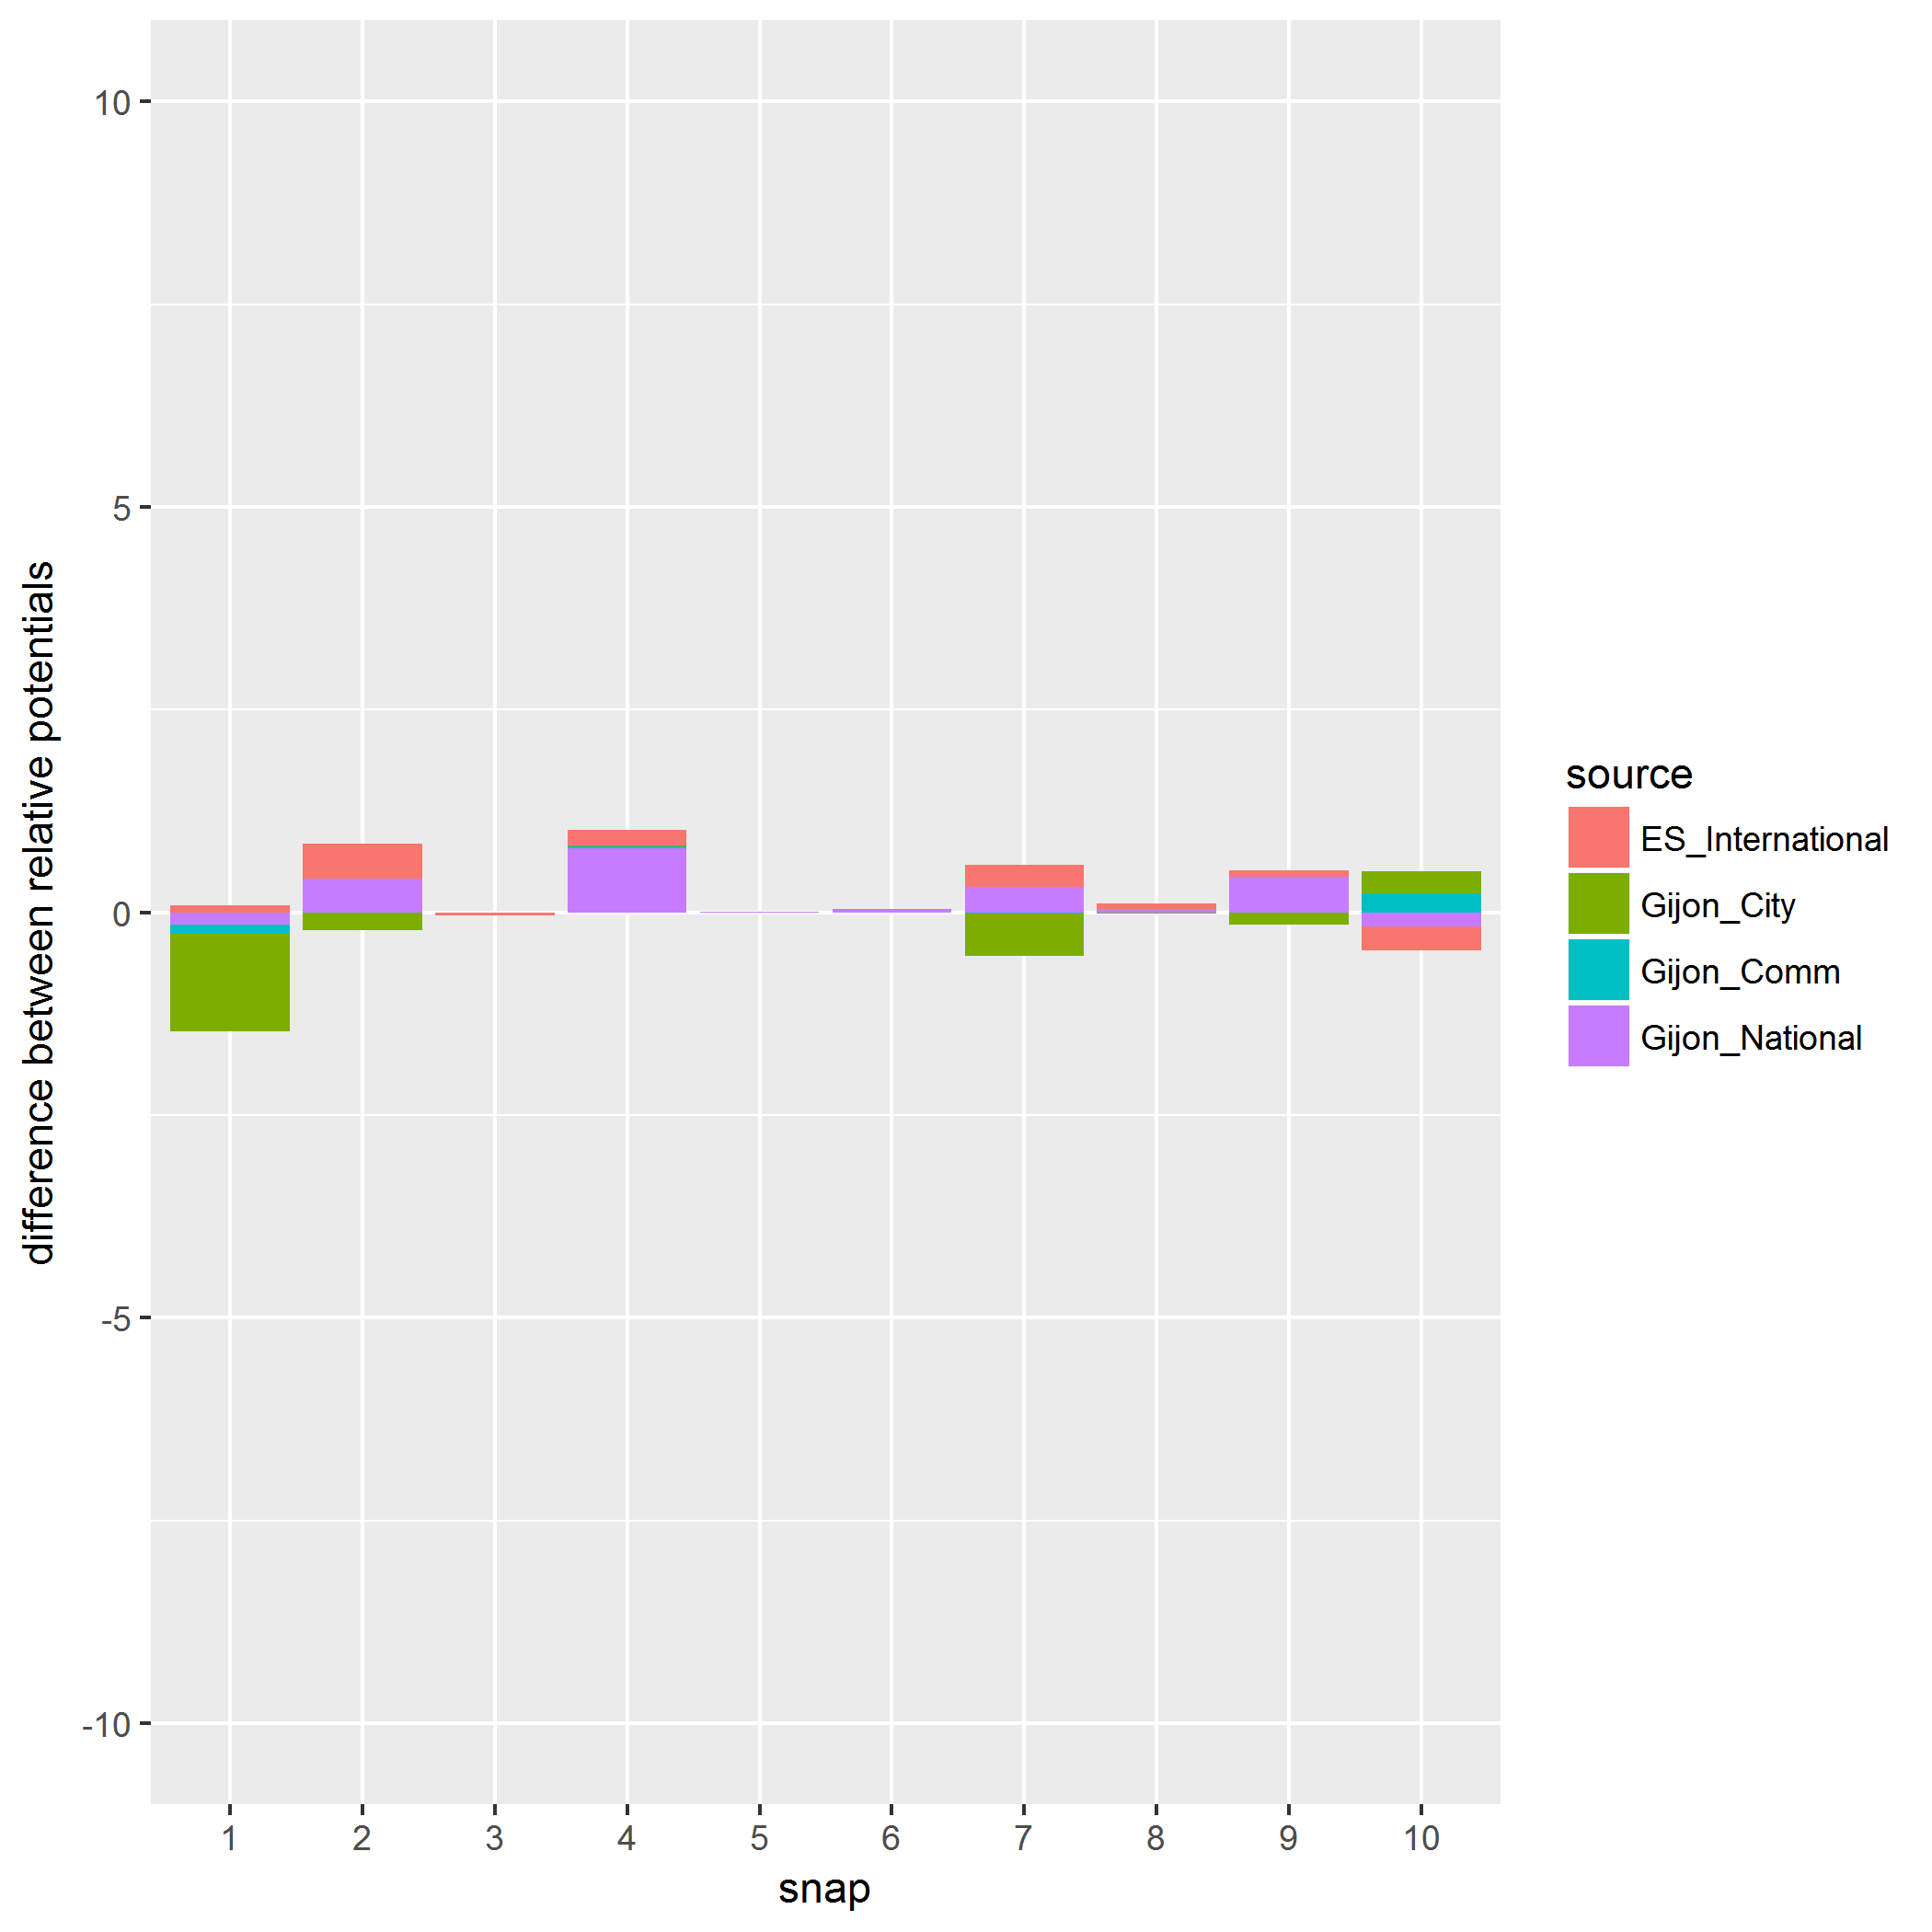 difference between relative potentials
10
5
0
-5
-10
1 2 3 4 5 6 7 8 9 10
snap
source
ES_International
Gijon_City
Gijon_Comm
Gijon_National